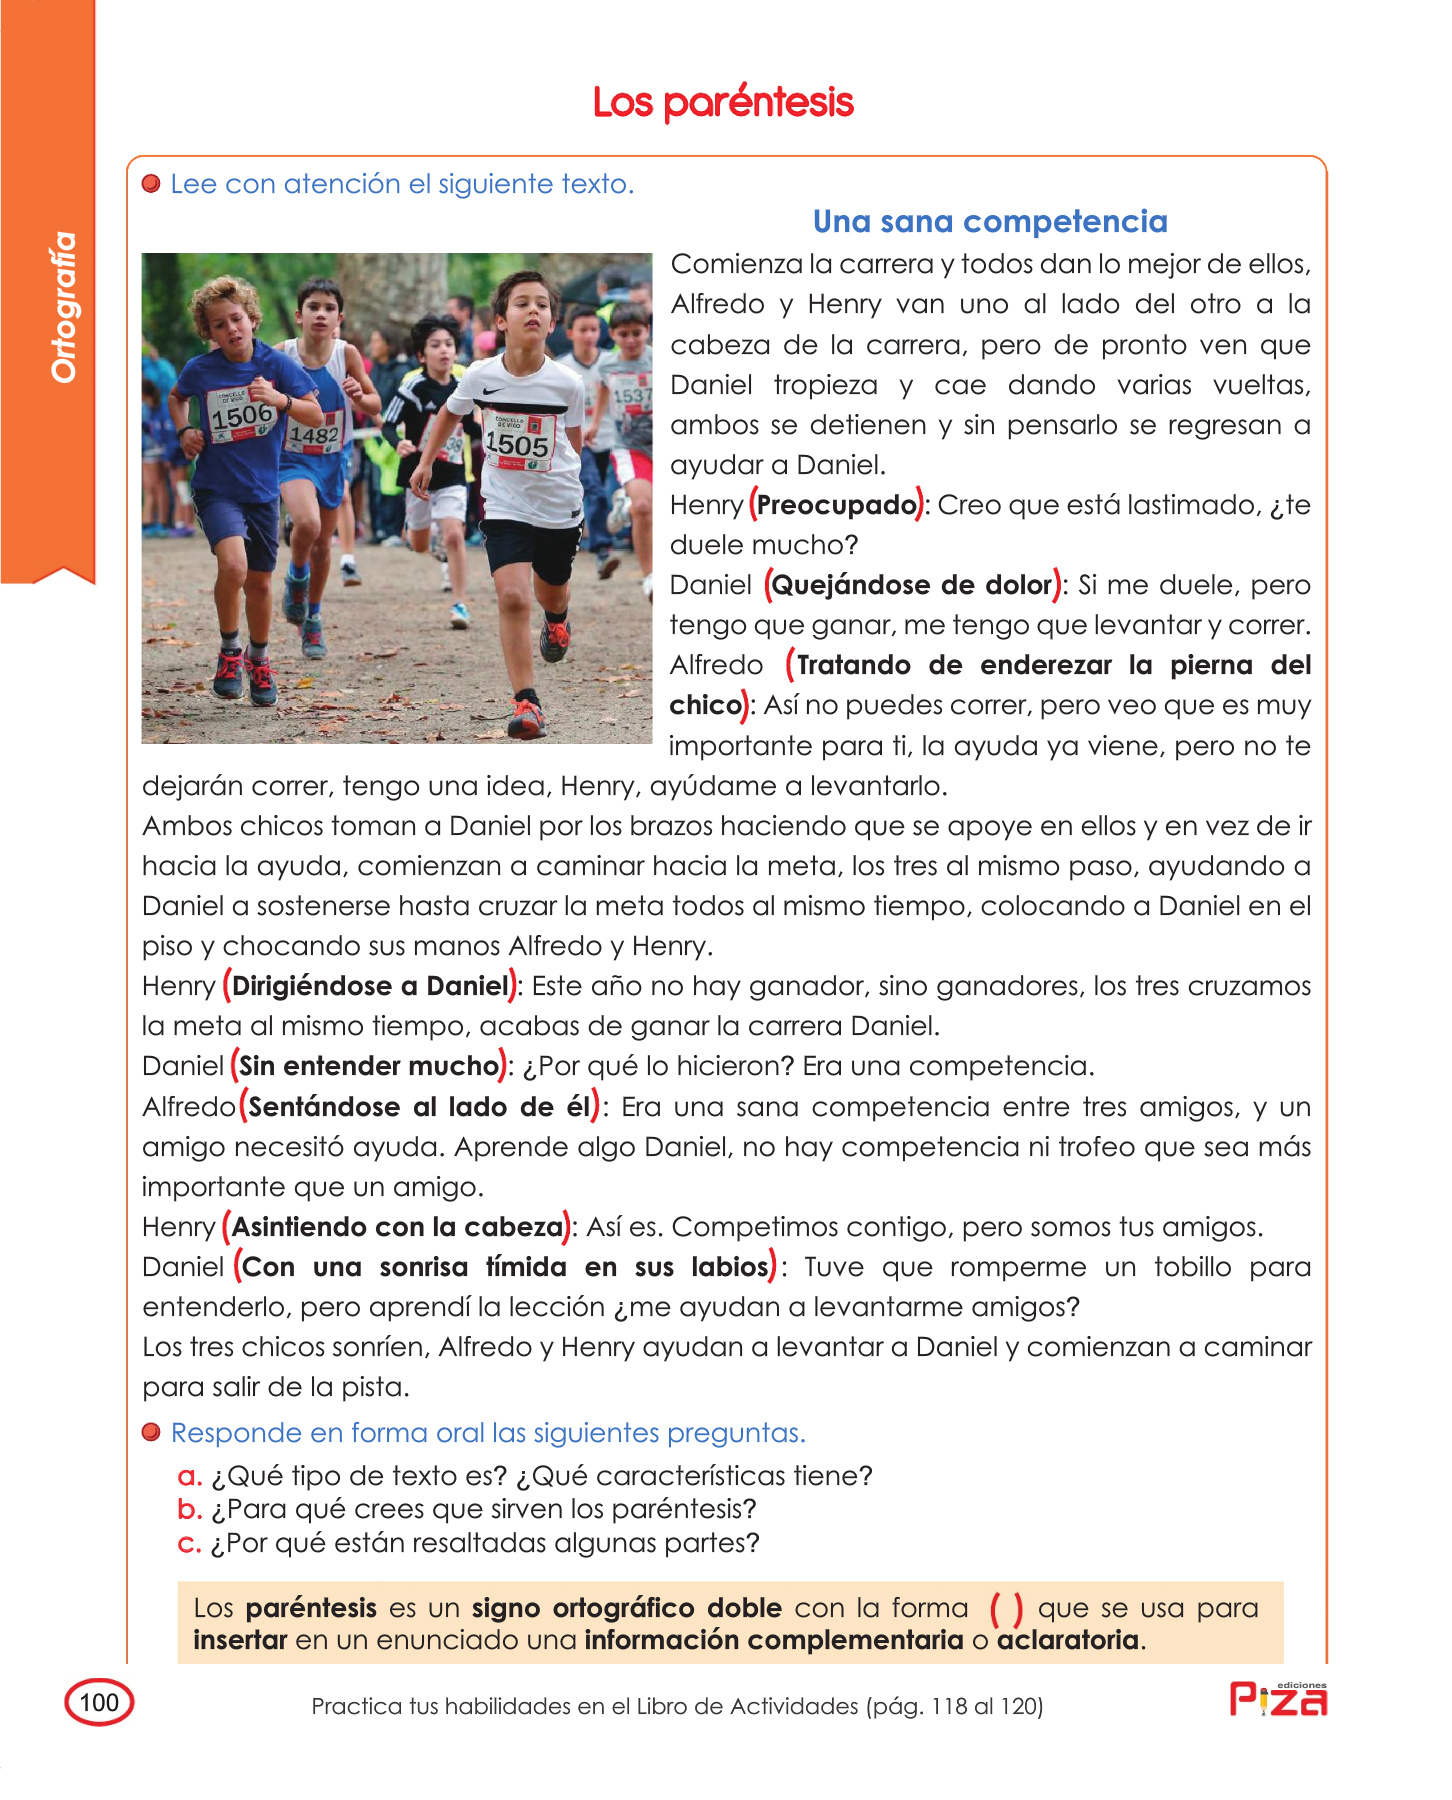 Los paréntesis
Ortografía
Lee con atención el siguiente texto.
Una sana competencia
Comienza la carrera y todos dan lo mejor de ellos,
Alfredo y Henry van uno al lado del otro a la
cabeza de la carrera, pero de pronto ven que
Daniel tropieza y cae dando varias vueltas,
ambos se detienen y sin pensarlo se regresan a
ayudar a Daniel.
Henry (Preocupado): Creo que está lastimado, ¿te
duele mucho?
Daniel (Quejándose de dolor): Si me duele, pero
tengo que ganar, me tengo que levantar y correr.
Alfredo (Tratando de enderezar la pierna del
chico): Así no puedes correr, pero veo que es muy
importante para ti, la ayuda ya viene, pero no te
dejarán correr, tengo una idea, Henry, ayúdame a levantarlo.
Ambos chicos toman a Daniel por los brazos haciendo que se apoye en ellos y en vez de ir
hacia la ayuda, comienzan a caminar hacia la meta, los tres al mismo paso, ayudando a
Daniel a sostenerse hasta cruzar la meta todos al mismo tiempo, colocando a Daniel en el
piso y chocando sus manos Alfredo y Henry.
Henry (Dirigiéndose a Daniel): Este año no hay ganador, sino ganadores, los tres cruzamos
la meta al mismo tiempo, acabas de ganar la carrera Daniel.
Daniel (Sin entender mucho): ¿Por qué lo hicieron? Era una competencia.
Alfredo (Sentándose al lado de él): Era una sana competencia entre tres amigos, y un
amigo necesitó ayuda. Aprende algo Daniel, no hay competencia ni trofeo que sea más
importante que un amigo.
Henry (Asintiendo con la cabeza): Así es. Competimos contigo, pero somos tus amigos.
Daniel (Con una sonrisa tímida en sus labios): Tuve que romperme un tobillo para
entenderlo, pero aprendí la lección ¿me ayudan a levantarme amigos?
Los tres chicos sonríen, Alfredo y Henry ayudan a levantar a Daniel y comienzan a caminar
para salir de la pista.
CONCELLO
DE VIGO
1506
1482
CONCELLO
DE VIGO
1505
1537
Responde en forma oral las siguientes preguntas.
a. ¿Qué tipo de texto es? ¿Qué características tiene?
b. ¿Para qué crees que sirven los paréntesis?
c. ¿Por qué están resaltadas algunas partes?
Los paréntesis es un signo ortográfico doble con la forma ( ) que se usa para
insertar en un enunciado una información complementaria o aclaratoria.
100
Practica tus habilidades en el Libro de Actividades (pág. 118 al 120)
ediciones
Piza